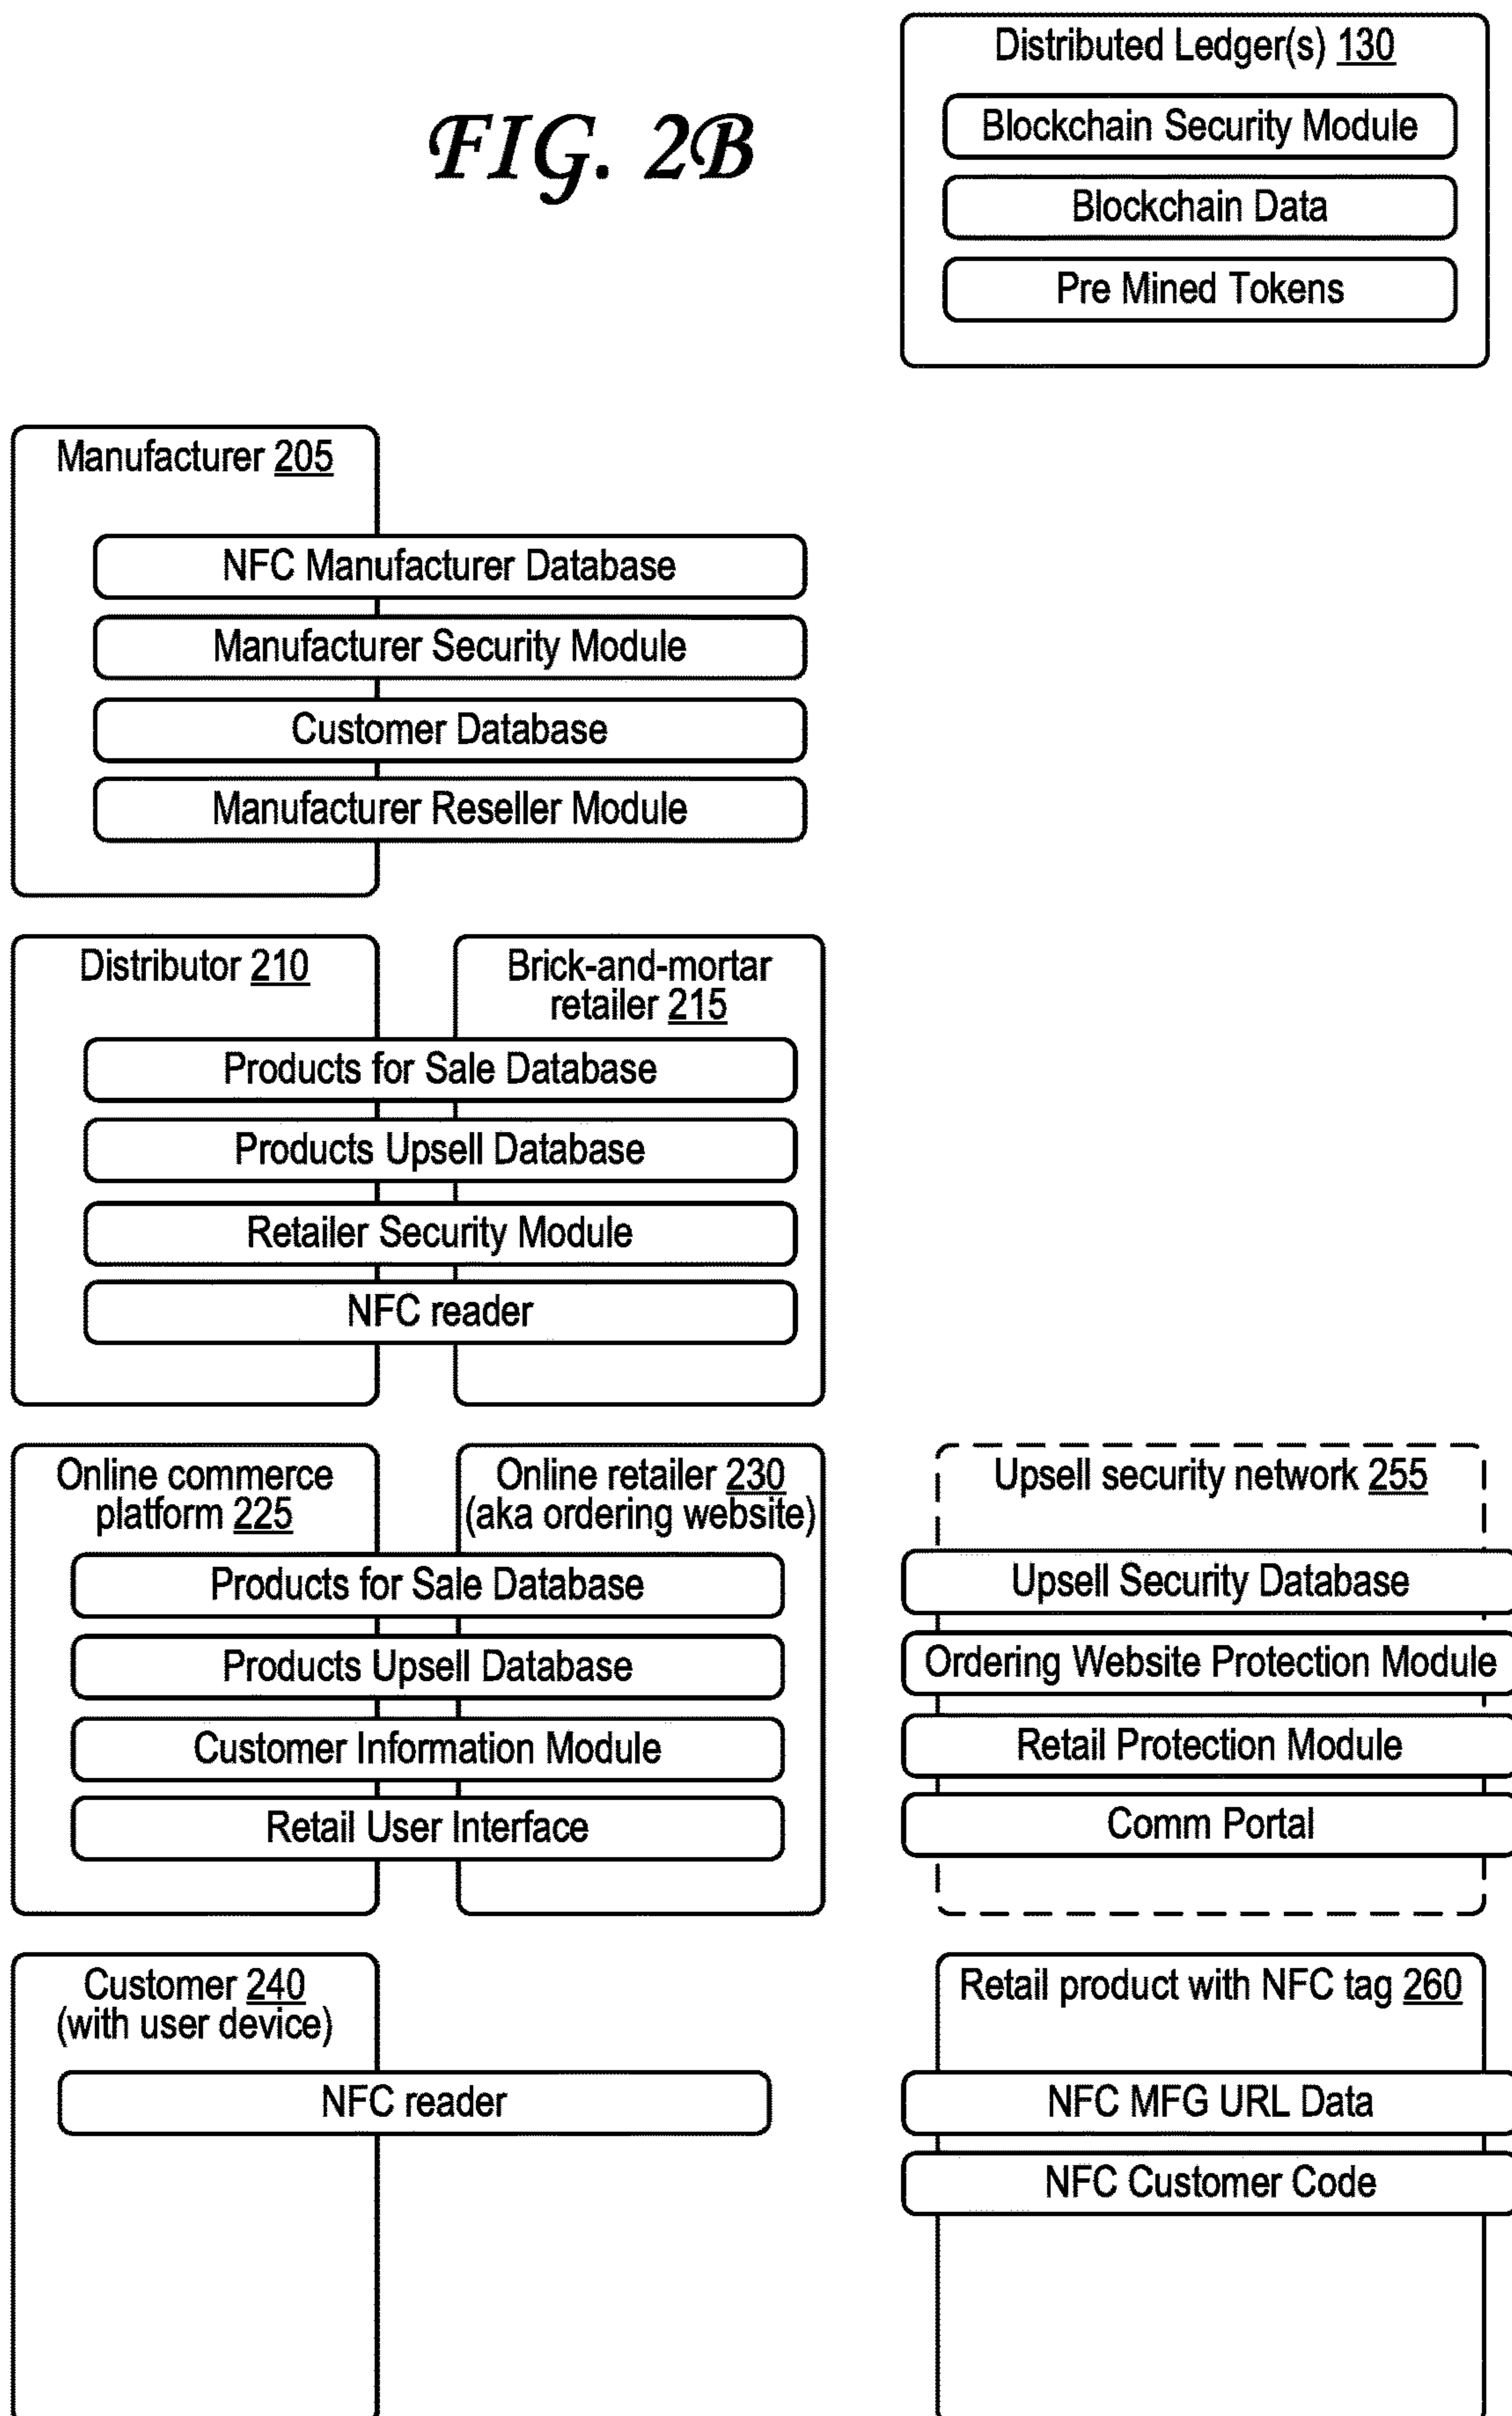 FIG. 2B
Distributed Ledger(s) 130
Blockchain Security Module
Blockchain Data
Pre Mined Tokens
Manufacturer 205
NFC Manufacturer Database
Manufacturer Security Module
Customer Database
Manufacturer Reseller Module
Distributor 210
Brick-and-mortar
retailer 215
Products for Sale Database
Products Upsell Database
Retailer Security Module
NFC reader
Online commerce
platform 225
Online retailer 230
(aka ordering website)
Products for Sale Database
Products Upsell Database
Customer Information Module
Retail User Interface
Upsell security network 255
Upsell Security Database
Ordering Website Protection Module
Retail Protection Module
Comm Portal
Customer 240
(with user device)
NFC reader
Retail product with NFC tag 260
NFC MFG URL Data
NFC Customer Code